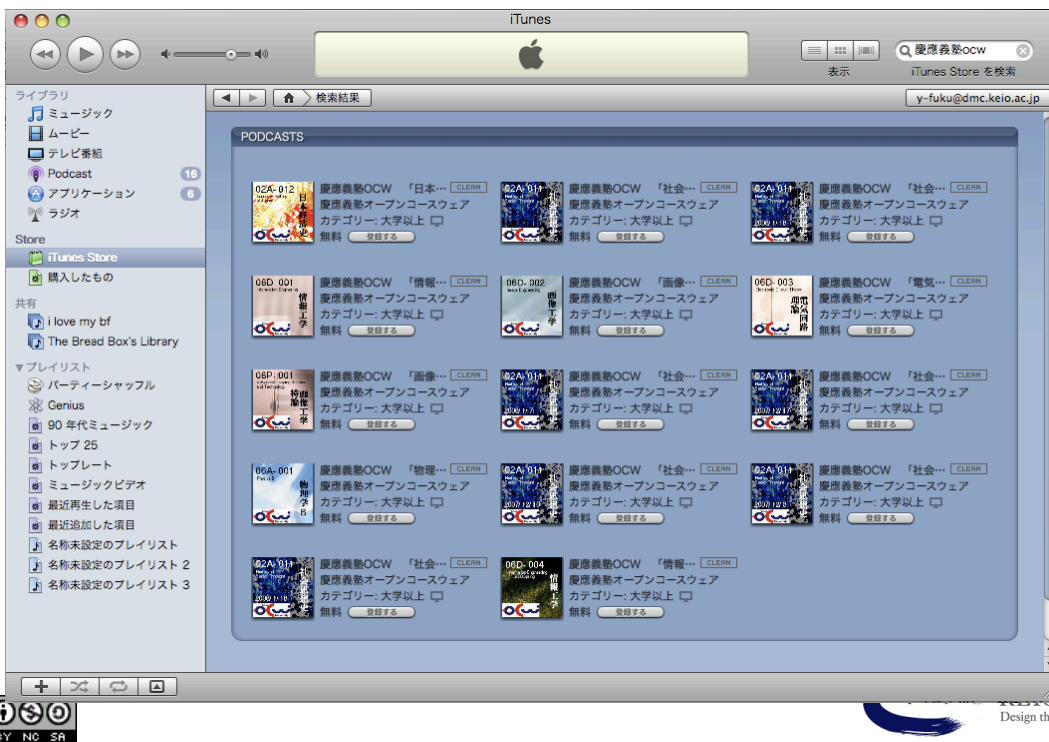 iTunes
慶應義塾ocw
表示
iTunes Store を検索
ライブラリ
ミュージック
ムービー
テレビ番組
Podcast 16
アプリケーション 6
ラジオ
Store
iTunes Store
購入したもの
共有
i love my bf
The Bread Box's Library
プレイリスト
パーティーシャッフル
Genius
90 年代ミュージック
トップ 25
トップレート
ミュージックビデオ
最近再生した項目
最近追加した項目
名称未設定のプレイリスト
名称未設定のプレイリスト 2
名称未設定のプレイリスト 3
検索結果
y-fuku@dmc.keio.ac.jp
PODCASTS
02A-012
日本経済史
慶應義塾OCW 「日本… CLEAN
慶應義塾オープンコースウェア
カテゴリー: 大学以上
無料 登録する
02A-011
慶應義塾OCW 「社会… CLEAN
慶應義塾オープンコースウェア
カテゴリー: 大学以上
無料 登録する
02A-011
慶應義塾OCW 「社会… CLEAN
慶應義塾オープンコースウェア
カテゴリー: 大学以上
無料 登録する
06D-001
情報工学
慶應義塾OCW 「情報… CLEAN
慶應義塾オープンコースウェア
カテゴリー: 大学以上
無料 登録する
06D-002
画像工学
慶應義塾OCW 「画像… CLEAN
慶應義塾オープンコースウェア
カテゴリー: 大学以上
無料 登録する
06D-003
電気回路
理論
慶應義塾OCW 「電気… CLEAN
慶應義塾オープンコースウェア
カテゴリー: 大学以上
無料 登録する
06P-001
画像工学
特論
慶應義塾OCW 「画像… CLEAN
慶應義塾オープンコースウェア
カテゴリー: 大学以上
無料 登録する
02A-011
2008/1/7
慶應義塾OCW 「社会… CLEAN
慶應義塾オープンコースウェア
カテゴリー: 大学以上
無料 登録する
02A-011
2007/12/17
慶應義塾OCW 「社会… CLEAN
慶應義塾オープンコースウェア
カテゴリー: 大学以上
無料 登録する
06A-001
物理学B
慶應義塾OCW 「物理… CLEAN
慶應義塾オープンコースウェア
カテゴリー: 大学以上
無料 登録する
02A-011
2007/12/10
慶應義塾OCW 「社会… CLEAN
慶應義塾オープンコースウェア
カテゴリー: 大学以上
無料 登録する
02A-011
慶應義塾OCW 「社会… CLEAN
慶應義塾オープンコースウェア
カテゴリー: 大学以上
無料 登録する
02A-011
慶應義塾OCW 「社会… CLEAN
慶應義塾オープンコースウェア
カテゴリー: 大学以上
無料 登録する
06D-004
情報工学
慶應義塾OCW 「情報… CLEAN
慶應義塾オープンコースウェア
カテゴリー: 大学以上
無料 登録する
BY NC SA
Design th